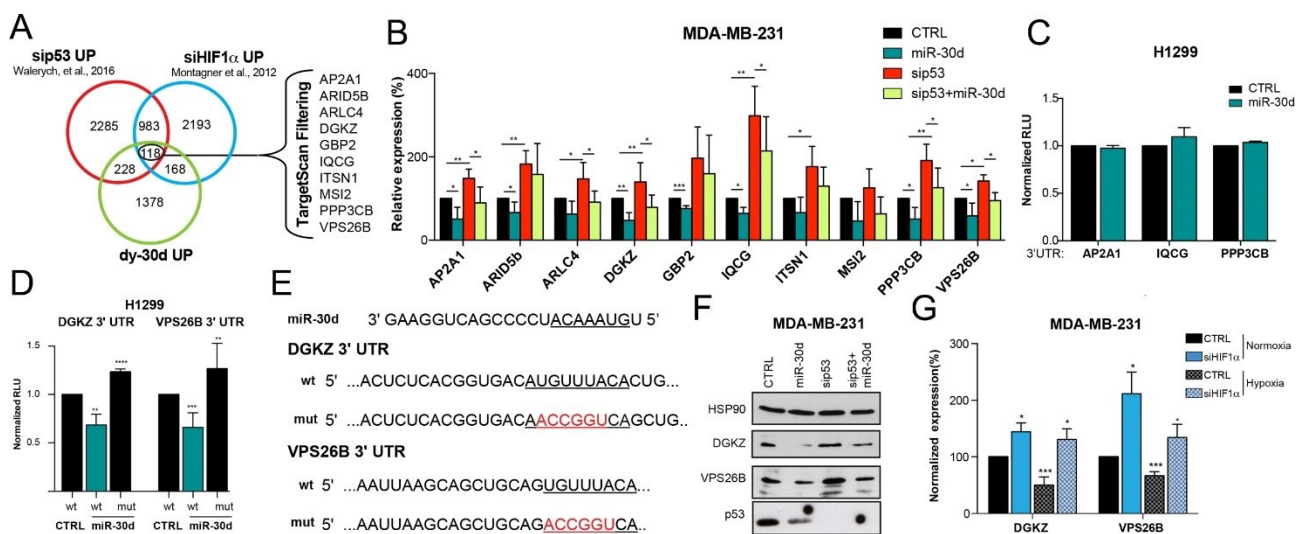 A
sip53 UP
Walerych, et al., 2016
siHIF1α UP
Montagner et al., 2012
2285
983
2193
118
228
168
1378
dy-30d UP
TargetScan Filtering
AP2A1
ARID5B
ARLC4
DGKZ
GBP2
IQCG
ITSN1
MSI2
PPP3CB
VPS26B
B
MDA-MB-231
CTRL
miR-30d
sip53
sip53+miR-30d
Relative expression (%)
200
100
0
** * * ** * * * ** ** * *** ** * * * ** * * ** *
AP2A1
ARID5b
ARLC4
DGKZ
GBP2
IQCG
ITSN1
MSI2
PPP3CB
VPS26B
C
H1299
CTRL
miR-30d
Normalized RLU
1.5
1.0
0.5
0.0
3'UTR:
AP2A1
IQCG
PPP3CB
D
H1299
DGKZ 3' UTR
VPS26B 3' UTR
Normalized RLU
1.5
1.0
0.5
** **** *** **
wt wt mut wt wt mut
CTRL miR-30d CTRL miR-30d
E
miR-30d 3' GAAGGUCAGCCCCUACAAAUGU 5'
DGKZ 3' UTR
wt 5' ...ACUCUCACGGUGACAUGUUUACACUG...
mut 5' ...ACUCUCACGGUGACAACCGGUCAGCUG...
VPS26B 3' UTR
wt 5' ...AAUUAAGCAGCUGCAGUGUUUACA...
mut 5' ...AAUUAAGCAGCUGCAGACCGGUCA...
F
MDA-MB-231
CTRL
miR-30d
sip53
sip53+
miR-30d
HSP90
DGKZ
VPS26B
p53
G
MDA-MB-231
CTRL
siHIF1α
Normoxia
CTRL
siHIF1α
Hypoxia
Normalized expression(%)
300
200
100
0
* *** * * *** *
DGKZ
VPS26B